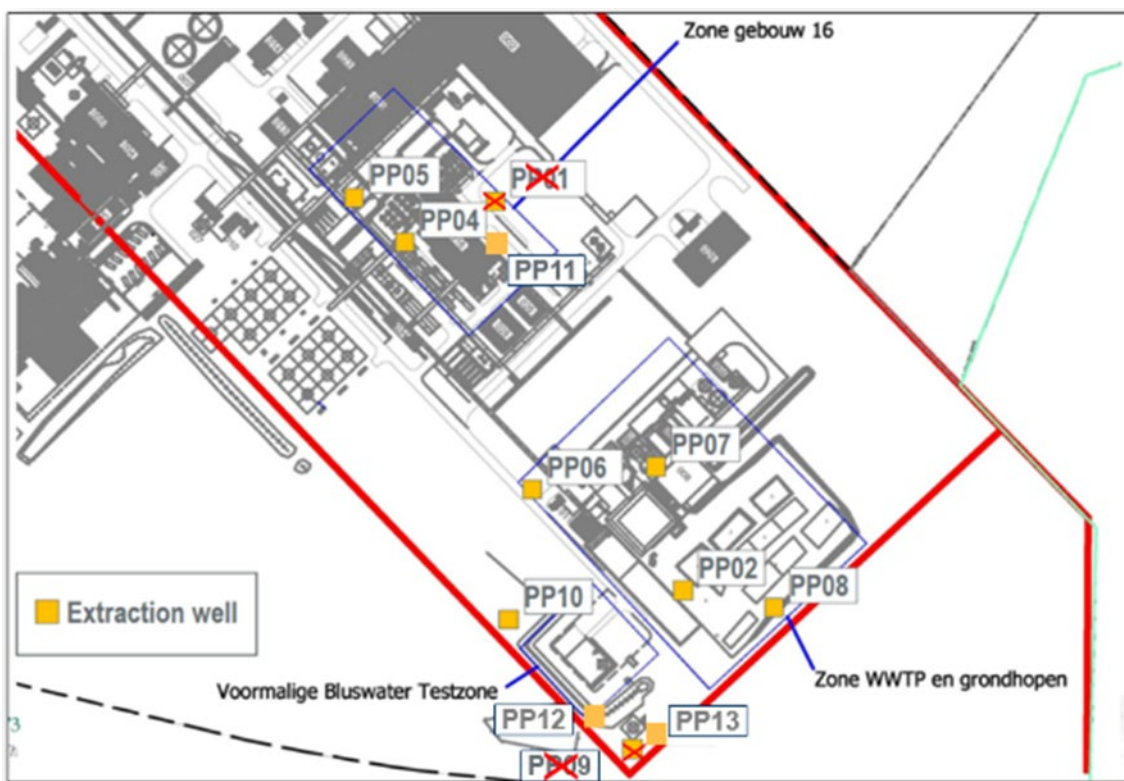 Zone gebouw 16
PP05
PP01
PP04
PP11
PP07
PP06
PP02
PP08
PP10
Extraction well
Zone WWTP en grondhopen
Voormalige Bluswater Testzone
PP12
PP13
PP09